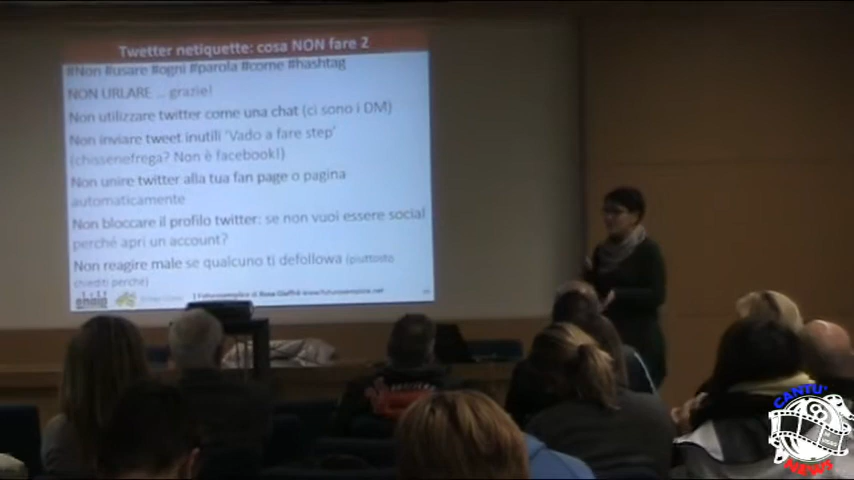 Twetter netiquette: cosa NON fare 2
#Non #usare #ogni #parola #come #hashtag
NON URLARE ... grazie!
Non utilizzare twitter come una chat (ci sono i DM)
Non inviare tweet inutili 'Vado a fare step'
(chissenefrega? Non è facebook!)
Non unire twitter alla tua fan page o pagina
automaticamente
Non bloccare il profilo twitter: se non vuoi essere social
perché apri un account?
Non reagire male se qualcuno ti defollowa (piuttosto
chiediti perché)
enaip
CANTU'
NEWS